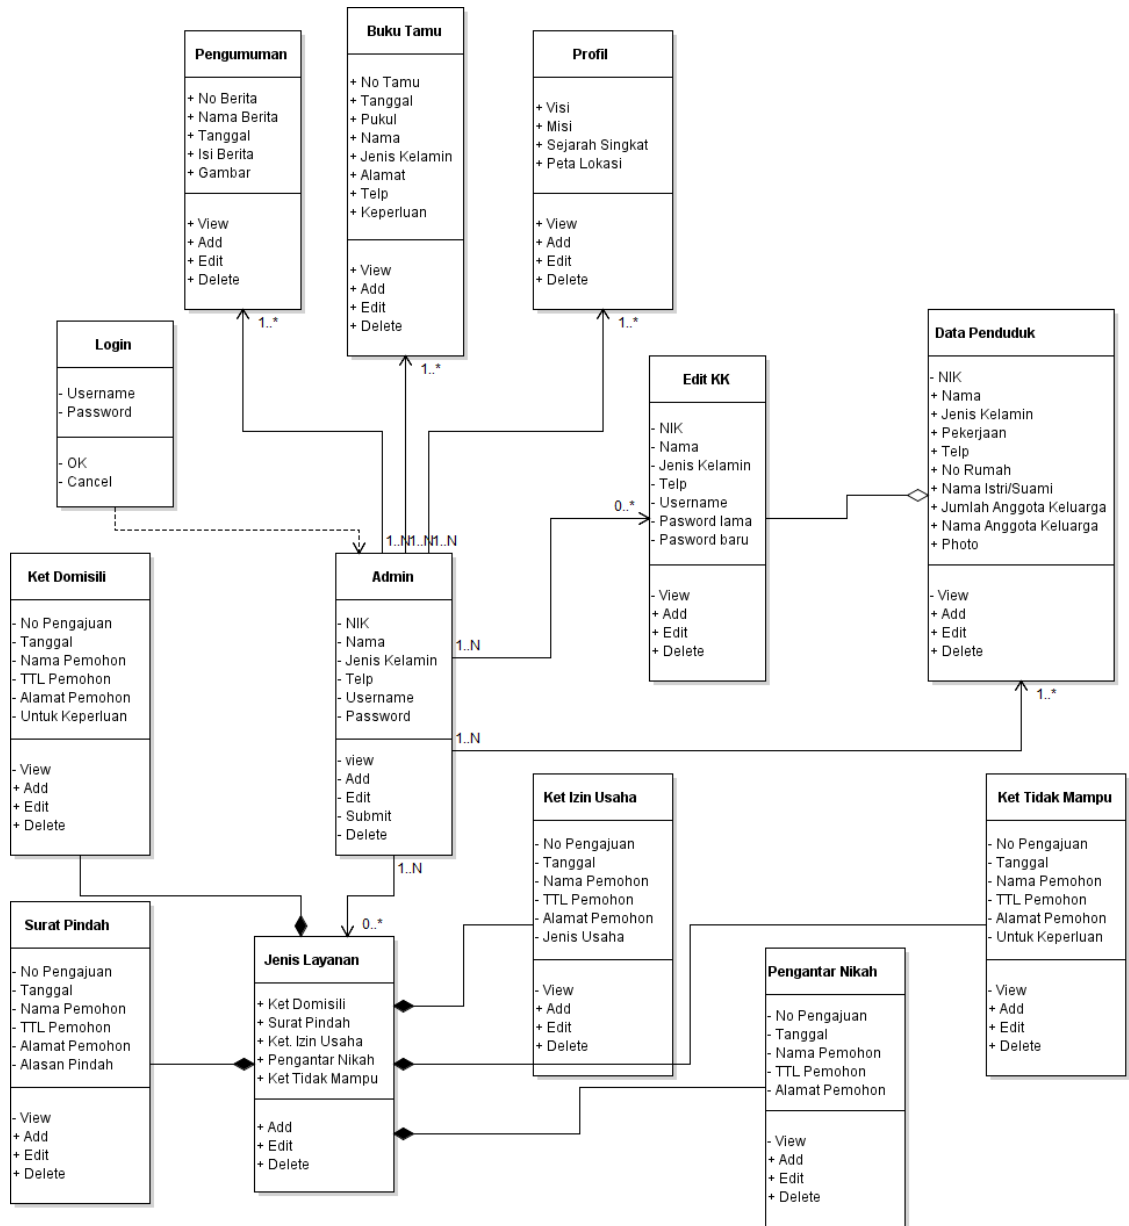 Pengumuman
+ No Berita
+ Nama Berita
+ Tanggal
+ Isi Berita
+ Gambar
+ View
+ Add
+ Edit
+ Delete
1..*
Buku Tamu
+ No Tamu
+ Tanggal
+ Pukul
+ Nama
+ Jenis Kelamin
+ Alamat
+ Telp
+ Keperluan
+ View
+ Add
+ Edit
+ Delete
1..*
Profil
+ Visi
+ Misi
+ Sejarah Singkat
+ Peta Lokasi
+ View
+ Add
+ Edit
+ Delete
1..*
Login
- Username
- Password
- OK
- Cancel
Edit KK
- NIK
- Nama
- Jenis Kelamin
- Telp
- Username
- Pasword lama
- Pasword baru
- View
+ Add
+ Edit
+ Delete
0..*
Data Penduduk
- NIK
+ Nama
+ Jenis Kelamin
+ Pekerjaan
+ Telp
+ No Rumah
+ Nama Istri/Suami
+ Jumlah Anggota Keluarga
+ Nama Anggota Keluarga
+ Photo
- View
+ Add
+ Edit
+ Delete
1..*
1..N
1..N
1..N
Admin
- NIK
- Nama
- Jenis Kelamin
- Telp
- Username
- Password
- view
- Add
- Edit
- Submit
- Delete
1..N
1..N
1..N
0..*
Ket Domisili
- No Pengajuan
- Tanggal
- Nama Pemohon
- TTL Pemohon
- Alamat Pemohon
- Untuk Keperluan
- View
+ Add
+ Edit
+ Delete
Surat Pindah
- No Pengajuan
- Tanggal
- Nama Pemohon
- TTL Pemohon
- Alamat Pemohon
- Alasan Pindah
- View
+ Add
+ Edit
+ Delete
Jenis Layanan
+ Ket Domisili
+ Surat Pindah
+ Ket. Izin Usaha
+ Pengantar Nikah
+ Ket Tidak Mampu
+ Add
+ Edit
+ Delete
Ket Izin Usaha
- No Pengajuan
- Tanggal
- Nama Pemohon
- TTL Pemohon
- Alamat Pemohon
- Jenis Usaha
- View
+ Add
+ Edit
+ Delete
Pengantar Nikah
- No Pengajuan
- Tanggal
- Nama Pemohon
- TTL Pemohon
- Alamat Pemohon
- View
+ Add
+ Edit
+ Delete
Ket Tidak Mampu
- No Pengajuan
- Tanggal
- Nama Pemohon
- TTL Pemohon
- Alamat Pemohon
- Untuk Keperluan
- View
+ Add
+ Edit
+ Delete